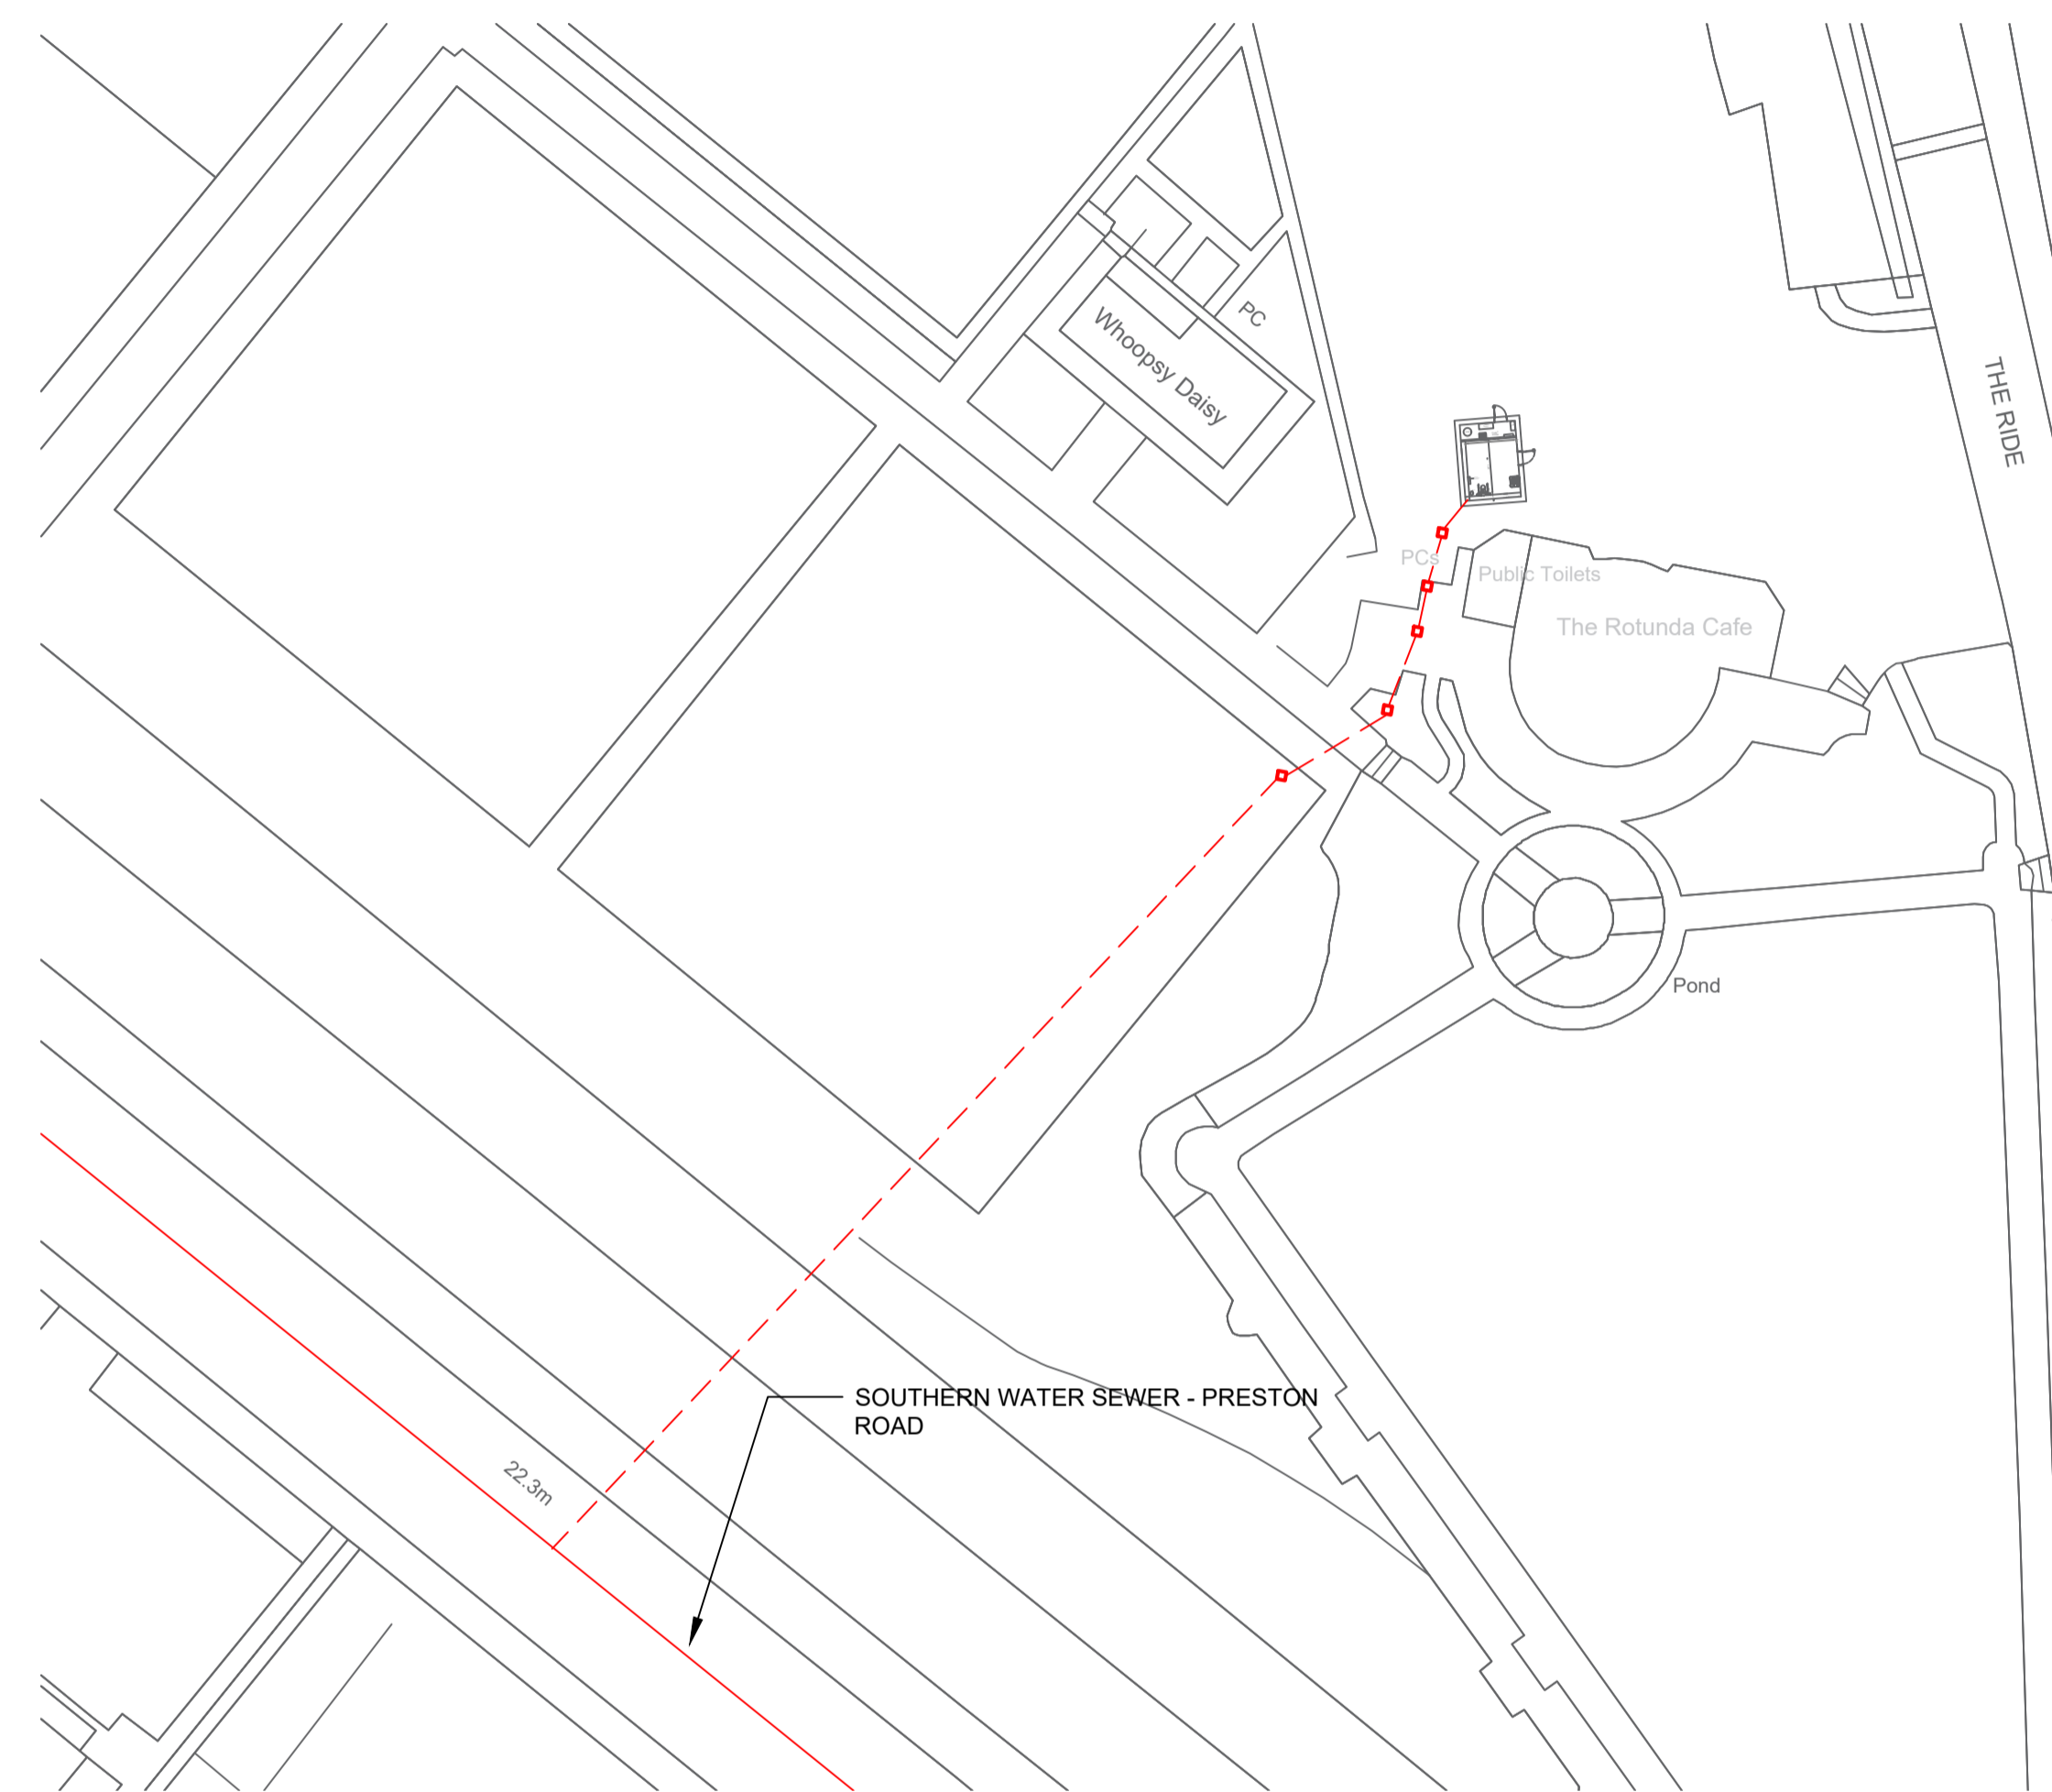 PC
Whoopsy Daisy
THE RIDE
PCs
Public Toilets
The Rotunda Cafe
Pond
SOUTHERN WATER SEWER - PRESTON
ROAD
22.3m